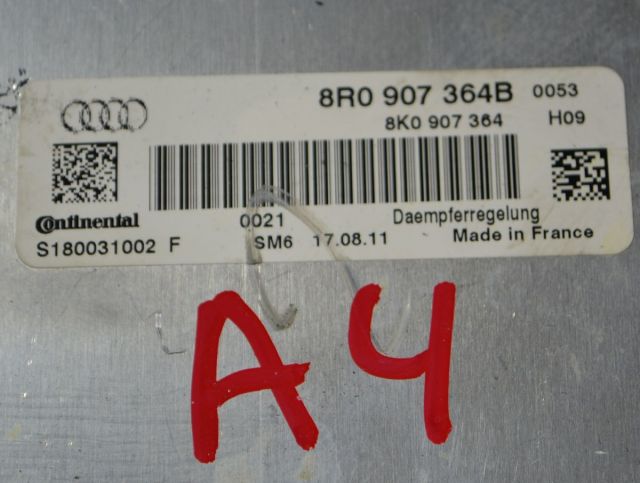 8R0 907 364B 0053
8K0 907 364 H09
Continental 0021 Daempferregelung
S180031002 F SM6 17.08.11 Made in France
A4